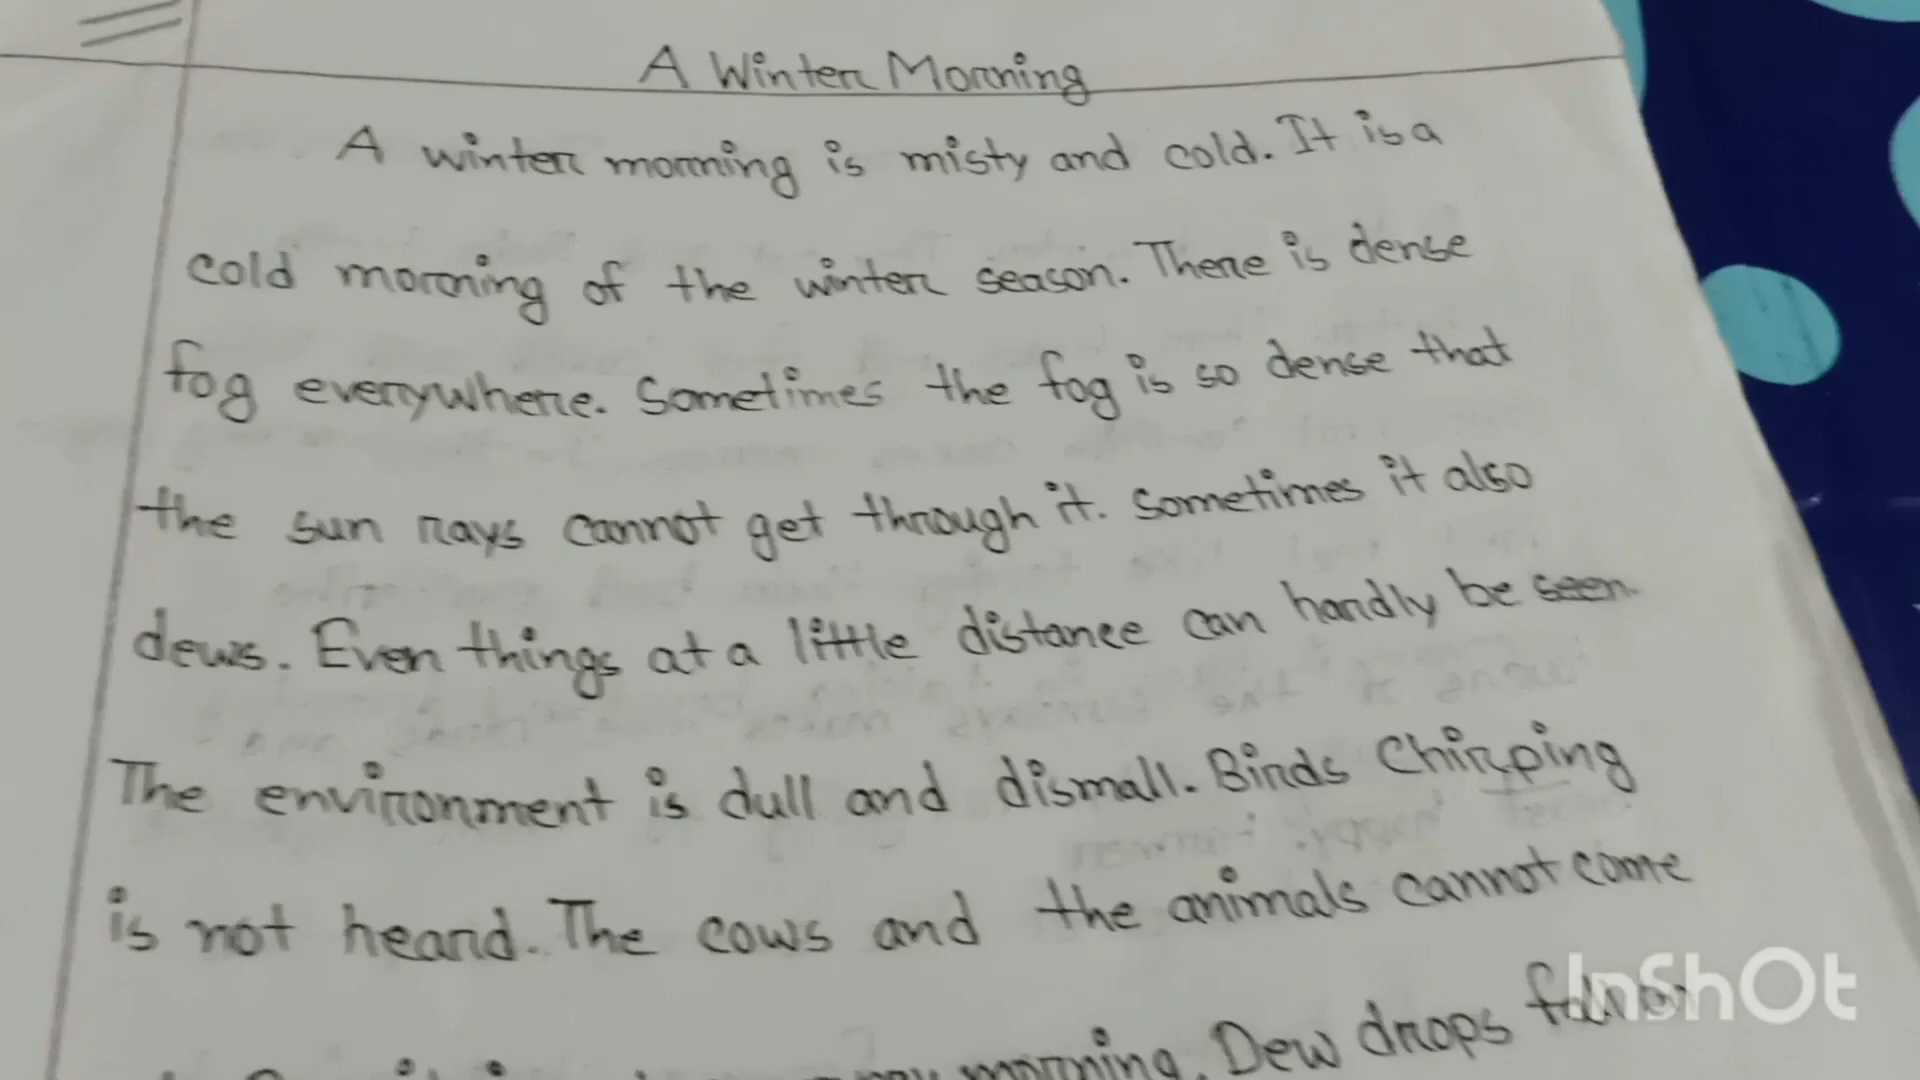 A Winter Morning
A winter morning is misty and cold. It is a
cold morning of the winter season. There is dense
fog everywhere. Sometimes the fog is so dense that
the sun rays cannot get through it. Sometimes it also
dews. Even things at a little distance can hardly be seen.
The environment is dull and dismall. Birds Chirping
is not heard. The cows and the animals cannot come
morning. Dew drops fall on
InShOt